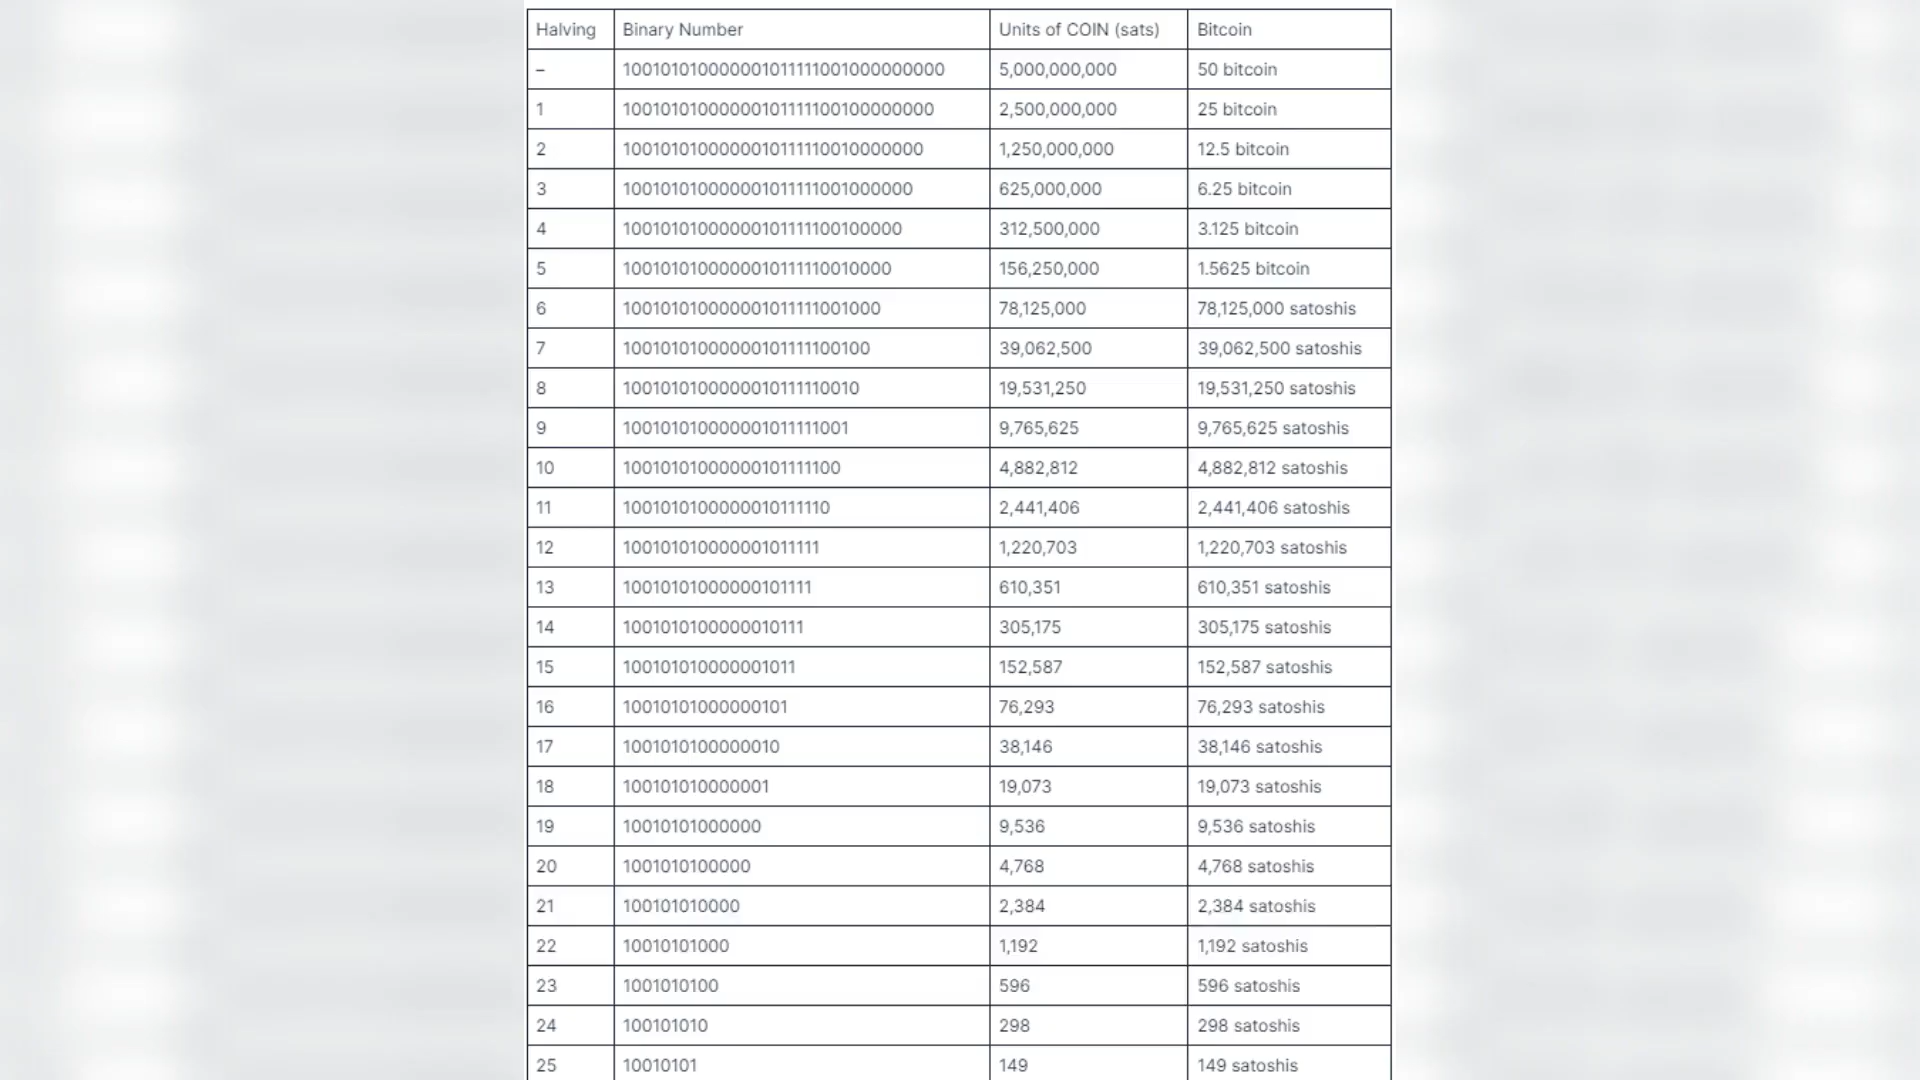 Halving Binary Number Units of COIN (sats) Bitcoin
– 100101010000001011111001000000000 5,000,000,000 50 bitcoin
1 10010101000000101111100100000000 2,500,000,000 25 bitcoin
2 1001010100000010111110010000000 1,250,000,000 12.5 bitcoin
3 100101010000001011111001000000 625,000,000 6.25 bitcoin
4 10010101000000101111100100000 312,500,000 3.125 bitcoin
5 1001010100000010111110010000 156,250,000 1.5625 bitcoin
6 100101010000001011111001000 78,125,000 78,125,000 satoshis
7 10010101000000101111100100 39,062,500 39,062,500 satoshis
8 1001010100000010111110010 19,531,250 19,531,250 satoshis
9 100101010000001011111001 9,765,625 9,765,625 satoshis
10 10010101000000101111100 4,882,812 4,882,812 satoshis
11 1001010100000010111110 2,441,406 2,441,406 satoshis
12 100101010000001011111 1,220,703 1,220,703 satoshis
13 10010101000000101111 610,351 610,351 satoshis
14 1001010100000010111 305,175 305,175 satoshis
15 100101010000001011 152,587 152,587 satoshis
16 10010101000000101 76,293 76,293 satoshis
17 1001010100000010 38,146 38,146 satoshis
18 100101010000001 19,073 19,073 satoshis
19 10010101000000 9,536 9,536 satoshis
20 1001010100000 4,768 4,768 satoshis
21 100101010000 2,384 2,384 satoshis
22 10010101000 1,192 1,192 satoshis
23 1001010100 596 596 satoshis
24 100101010 298 298 satoshis
25 10010101 149 149 satoshis